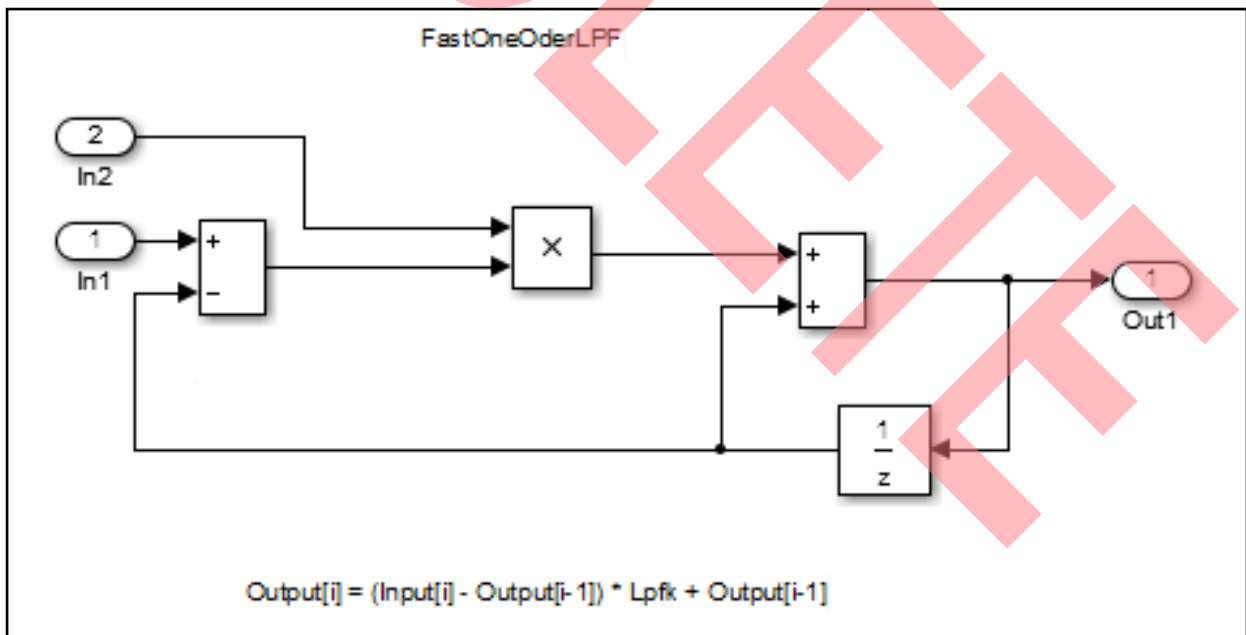 FastOneOderLPF
2
In2
1
In1
+
−
×
+
+
1
Out1
1
z
Output[i] = (Input[i] - Output[i-1]) * Lpfk + Output[i-1]